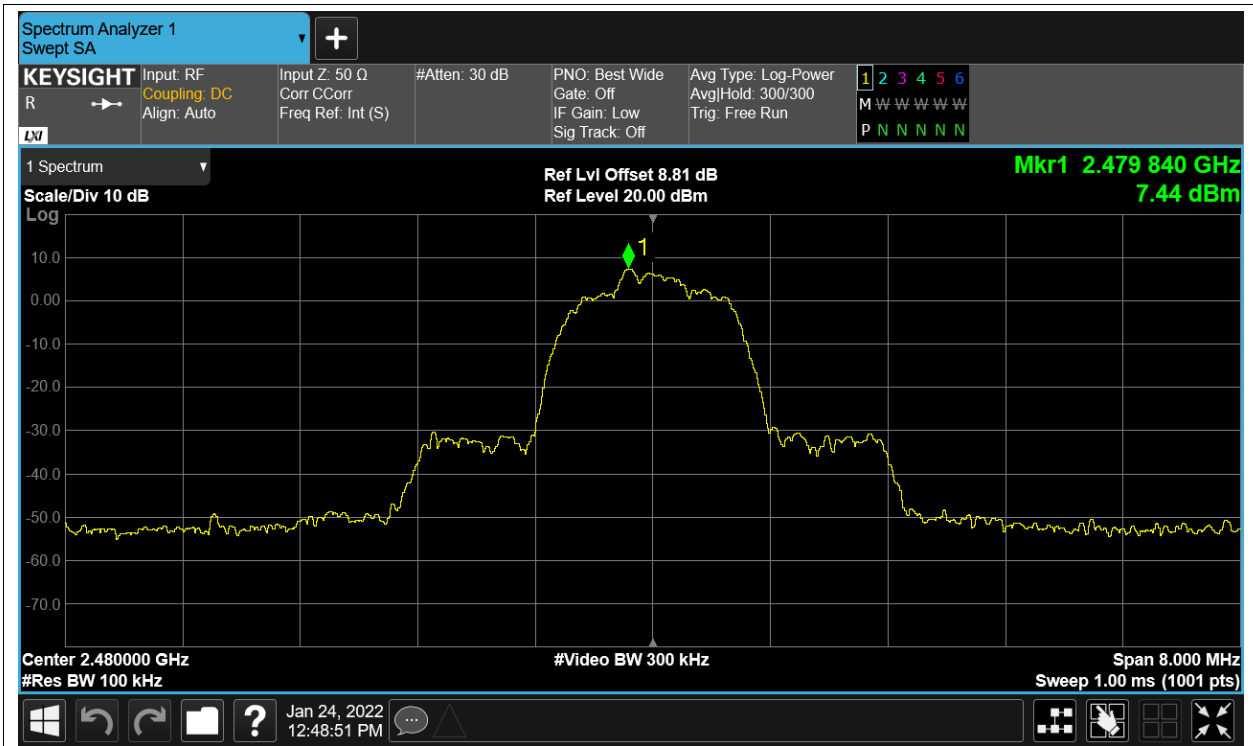 Spectrum Analyzer 1
Swept SA
KEYSIGHT
R
LXI
Input: RF
Coupling: DC
Align: Auto
Input Z: 50 Ω
Corr CCorr
Freq Ref: Int (S)
#Atten: 30 dB
PNO: Best Wide
Gate: Off
IF Gain: Low
Sig Track: Off
Avg Type: Log-Power
Avg|Hold: 300/300
Trig: Free Run
1 2 3 4 5 6
M W W W W W
P N N N N N
1 Spectrum
Scale/Div 10 dB
Log
Ref Lvl Offset 8.81 dB
Ref Level 20.00 dBm
Mkr1 2.479 840 GHz
7.44 dBm
1
10.0
0.00
-10.0
-20.0
-30.0
-40.0
-50.0
-60.0
-70.0
Center 2.480000 GHz
#Res BW 100 kHz
#Video BW 300 kHz
Span 8.000 MHz
Sweep 1.00 ms (1001 pts)
?
Jan 24, 2022
12:48:51 PM